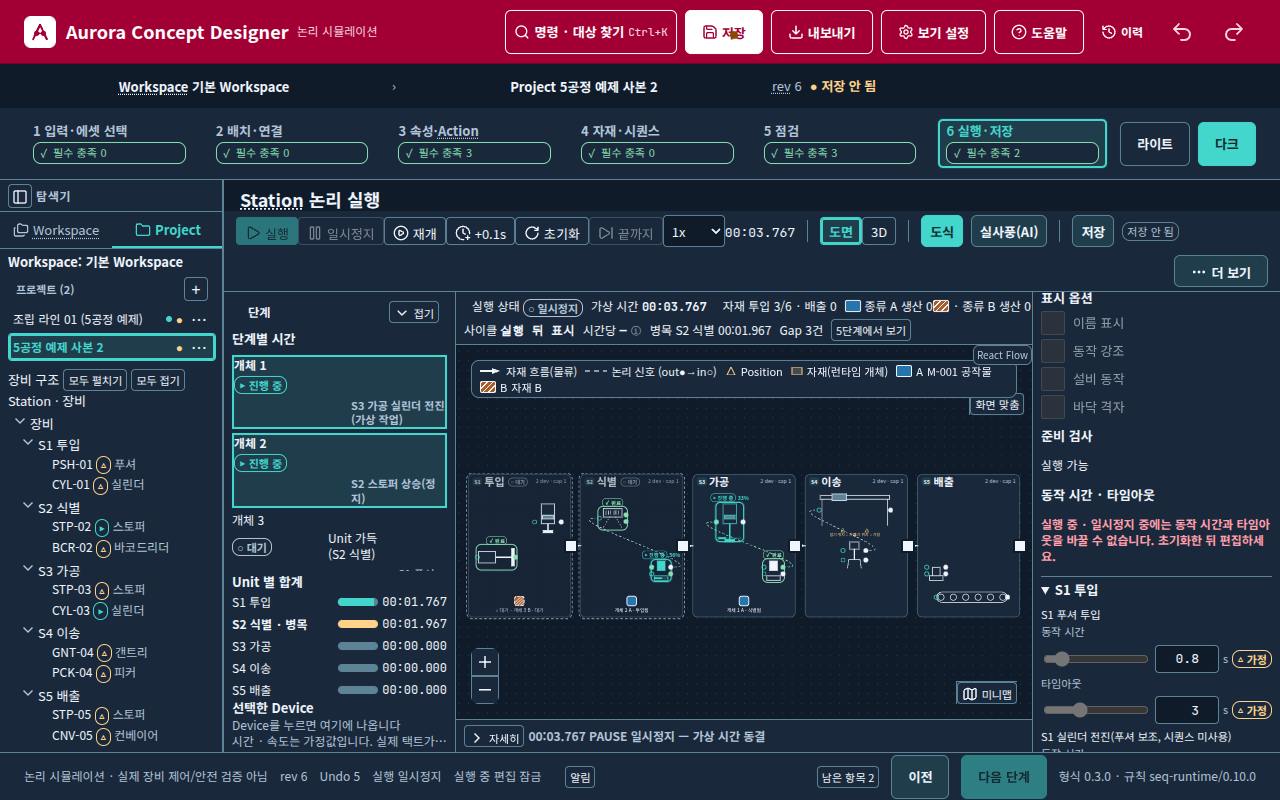 Aurora Concept Designer 논리 시뮬레이션
명령 · 대상 찾기 Ctrl+K
저장
내보내기
보기 설정
도움말
이력
Workspace 기본 Workspace › Project 5공정 예제 사본 2 rev 6 ● 저장 안 됨
1 입력·에셋 선택
✓ 필수 충족 0
2 배치·연결
✓ 필수 충족 0
3 속성·Action
✓ 필수 충족 3
4 자재·시퀀스
✓ 필수 충족 0
5 점검
✓ 필수 충족 3
6 실행·저장
✓ 필수 충족 2
라이트
다크
탐색기
Workspace
Project
Workspace: 기본 Workspace
프로젝트 (2)
+
조립 라인 01 (5공정 예제)
5공정 예제 사본 2
장비 구조 모두 펼치기 모두 접기
Station · 장비
장비
S1 투입
PSH-01 푸셔
CYL-01 실린더
S2 식별
STP-02 스토퍼
BCR-02 바코드리더
S3 가공
STP-03 스토퍼
CYL-03 실린더
S4 이송
GNT-04 갠트리
PCK-04 피커
S5 배출
STP-05 스토퍼
CNV-05 컨베이어
Station 논리 실행
실행 일시정지 재개 +0.1s 초기화 끝까지 1x 00:03.767 도면 3D 도식 실사풍(AI) 저장 저장 안 됨
⋯ 더 보기
단계
접기
단계별 시간
개체 1
▸ 진행 중
S3 가공 실린더 전진
(가상 작업)
개체 2
▸ 진행 중
S2 스토퍼 상승(정
지)
개체 3
○ 대기
Unit 가득
(S2 식별)
Unit 별 합계
S1 투입 00:01.767
S2 식별 · 병목 00:01.967
S3 가공 00:00.000
S4 이송 00:00.000
S5 배출 00:00.000
선택한 Device
Device를 누르면 여기에 나옵니다
시간 · 속도는 가정값입니다. 실제 택트가…
실행 상태 ○ 일시정지 가상 시간 00:03.767 자재 투입 3/6 · 배출 0 종류 A 생산 0 · 종류 B 생산 0
사이클 실행 뒤 표시 시간당 – ⓘ 병목 S2 식별 00:01.967 Gap 3건 5단계에서 보기
React Flow
자재 흐름(물류) 논리 신호 (out●→in○) Position 자재(런타임 개체) A M-001 공작물
B 자재 B
화면 맞춤
S1 투입 ○ 대기 2 dev · cap 1
✓ 완료
S2 식별 ○ 대기 2 dev · cap 1
✓ 완료
S3 가공 2 dev · cap 1
▸ 진행 중 33%
✓ 완료
S4 이송 2 dev · cap 1
S5 배출 2 dev · cap 1
+
−
미니맵
자세히 00:03.767 PAUSE 일시정지 — 가상 시간 동결
표시 옵션
이름 표시
동작 강조
설비 동작
바닥 격자
준비 검사
실행 가능
동작 시간 · 타임아웃
실행 중 · 일시정지 중에는 동작 시간과 타임아
웃을 바꿀 수 없습니다. 초기화한 뒤 편집하세
요.
▼ S1 투입
S1 푸셔 투입
동작 시간
0.8 s 가정
타임아웃
3 s 가정
S1 실린더 전진(푸셔 보조, 시퀀스 미사용)
논리 시뮬레이션 · 실제 장비 제어/안전 검증 아님 rev 6 Undo 5 실행 일시정지 실행 중 편집 잠금 알림 남은 항목 2 이전 다음 단계 형식 0.3.0 · 규칙 seq-runtime/0.10.0